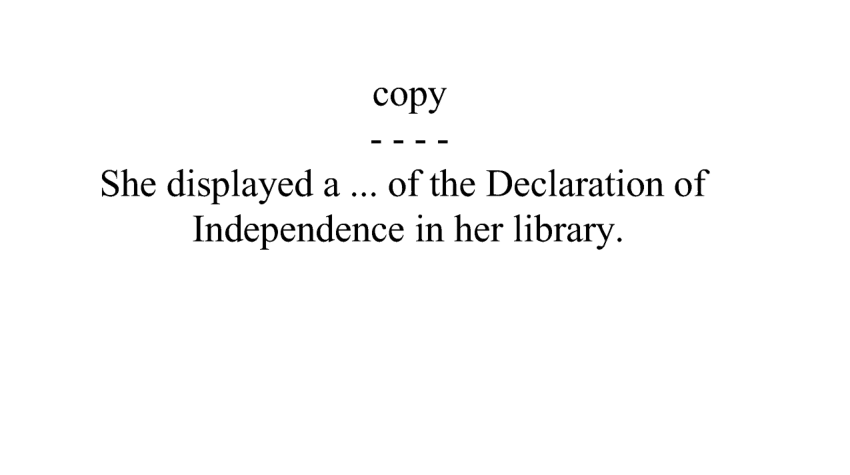 copy
- - - -
She displayed a ... of the Declaration of
Independence in her library.